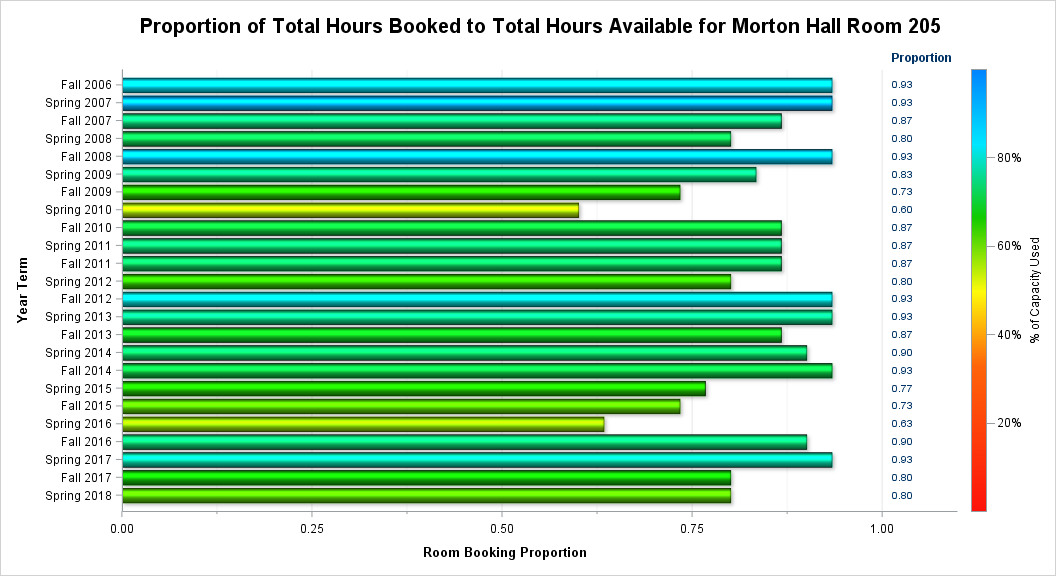 Proportion of Total Hours Booked to Total Hours Available for Morton Hall Room 205
Proportion
Fall 2006 0.93
Spring 2007 0.93
Fall 2007 0.87
Spring 2008 0.80
Fall 2008 0.93
Spring 2009 0.83
Fall 2009 0.73
Spring 2010 0.60
Fall 2010 0.87
Spring 2011 0.87
Fall 2011 0.87
Spring 2012 0.80
Fall 2012 0.93
Spring 2013 0.93
Fall 2013 0.87
Spring 2014 0.90
Fall 2014 0.93
Spring 2015 0.77
Fall 2015 0.73
Spring 2016 0.63
Fall 2016 0.90
Spring 2017 0.93
Fall 2017 0.80
Spring 2018 0.80
Year Term
0.00 0.25 0.50 0.75 1.00
Room Booking Proportion
80%
60%
40%
20%
% of Capacity Used